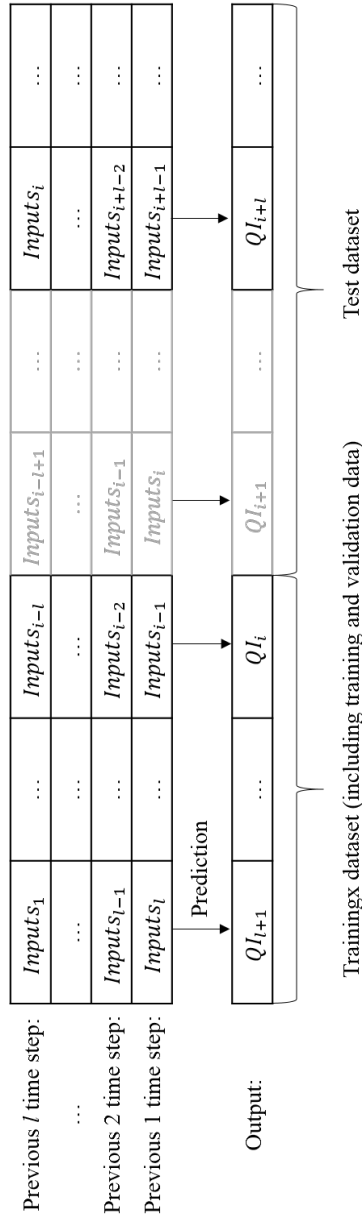 Previous l time step: Inputs₁ … Inputsᵢ₋ₗ Inputsᵢ₋ₗ₊₁ … Inputsᵢ …
… … … … … … … …
Previous 2 time step: Inputsₗ₋₁ … Inputsᵢ₋₂ Inputsᵢ₋₁ … Inputsᵢ₊ₗ₋₂ …
Previous 1 time step: Inputsₗ … Inputsᵢ₋₁ Inputsᵢ … Inputsᵢ₊ₗ₋₁ …
Prediction
Output: QIₗ₊₁ … QIᵢ QIᵢ₊₁ … QIᵢ₊ₗ …
Trainingx dataset (including training and validation data) Test dataset